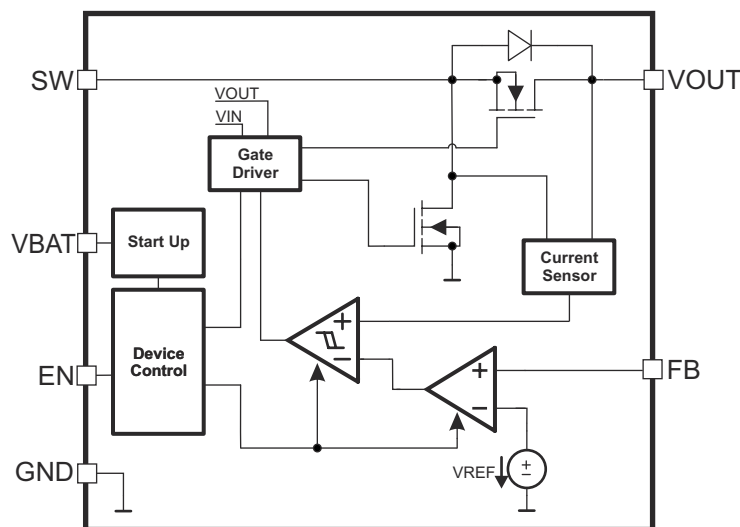 SW
VOUT
VOUT
VIN
Gate
Driver
VBAT
Start Up
Current
Sensor
EN
Device
Control
+
−
+
−
FB
GND
VREF
+
−